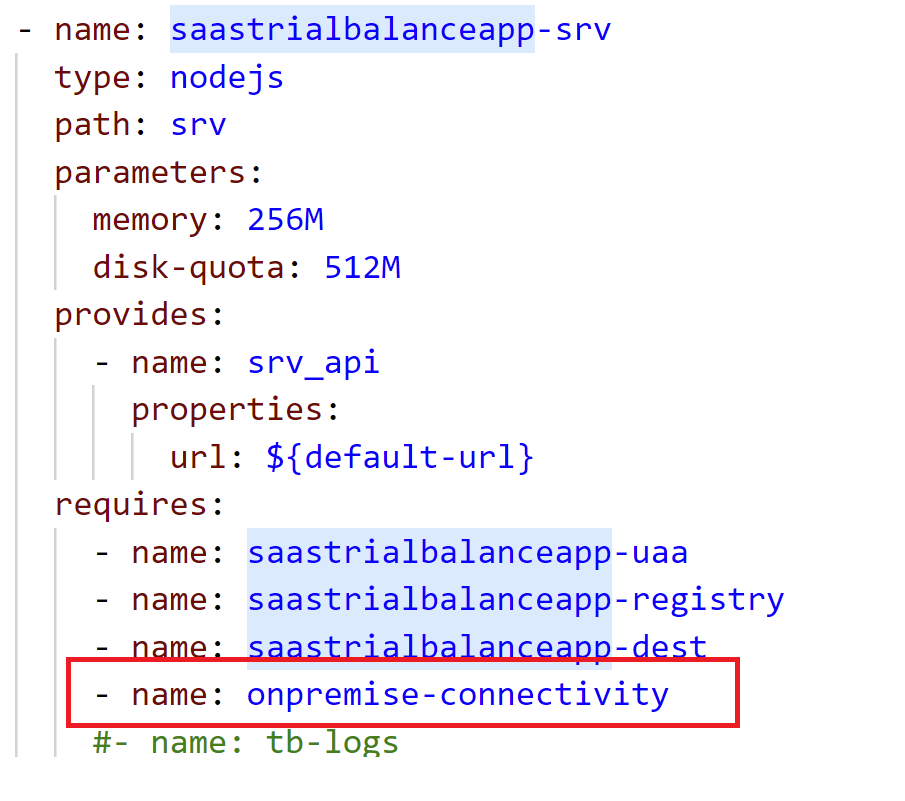 - name: saastrialbalanceapp-srv
type: nodejs
path: srv
parameters:
memory: 256M
disk-quota: 512M
provides:
- name: srv_api
properties:
url: ${default-url}
requires:
- name: saastrialbalanceapp-uaa
- name: saastrialbalanceapp-registry
- name: saastrialbalanceapp-dest
- name: onpremise-connectivity
#- name: tb-logs